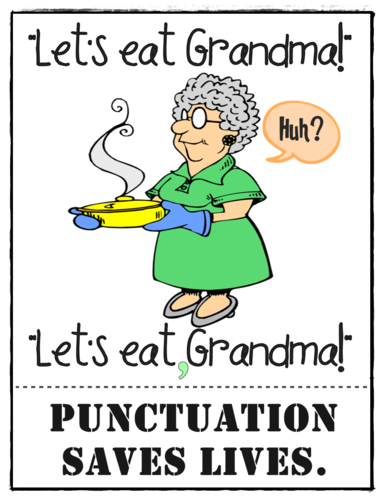 "Let's eat Grandma!"
Huh?
"Let's eat, Grandma!"
PUNCTUATION
SAVES LIVES.